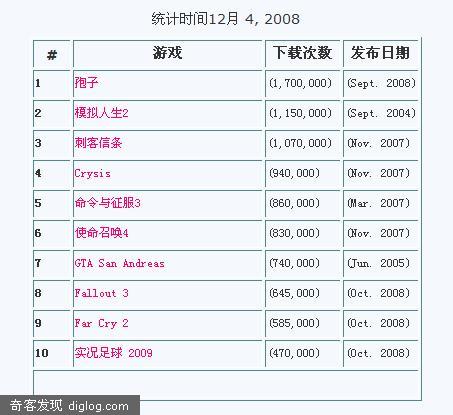 统计时间12月 4, 2008
# 游戏 下载次数 发布日期
1 孢子 (1,700,000) (Sept. 2008)
2 模拟人生2 (1,150,000) (Sept. 2004)
3 刺客信条 (1,070,000) (Nov. 2007)
4 Crysis (940,000) (Nov. 2007)
5 命令与征服3 (860,000) (Mar. 2007)
6 使命召唤4 (830,000) (Nov. 2007)
7 GTA San Andreas (740,000) (Jun. 2005)
8 Fallout 3 (645,000) (Oct. 2008)
9 Far Cry 2 (585,000) (Oct. 2008)
10 实况足球 2009 (470,000) (Oct. 2008)
奇客发现 diglog.com